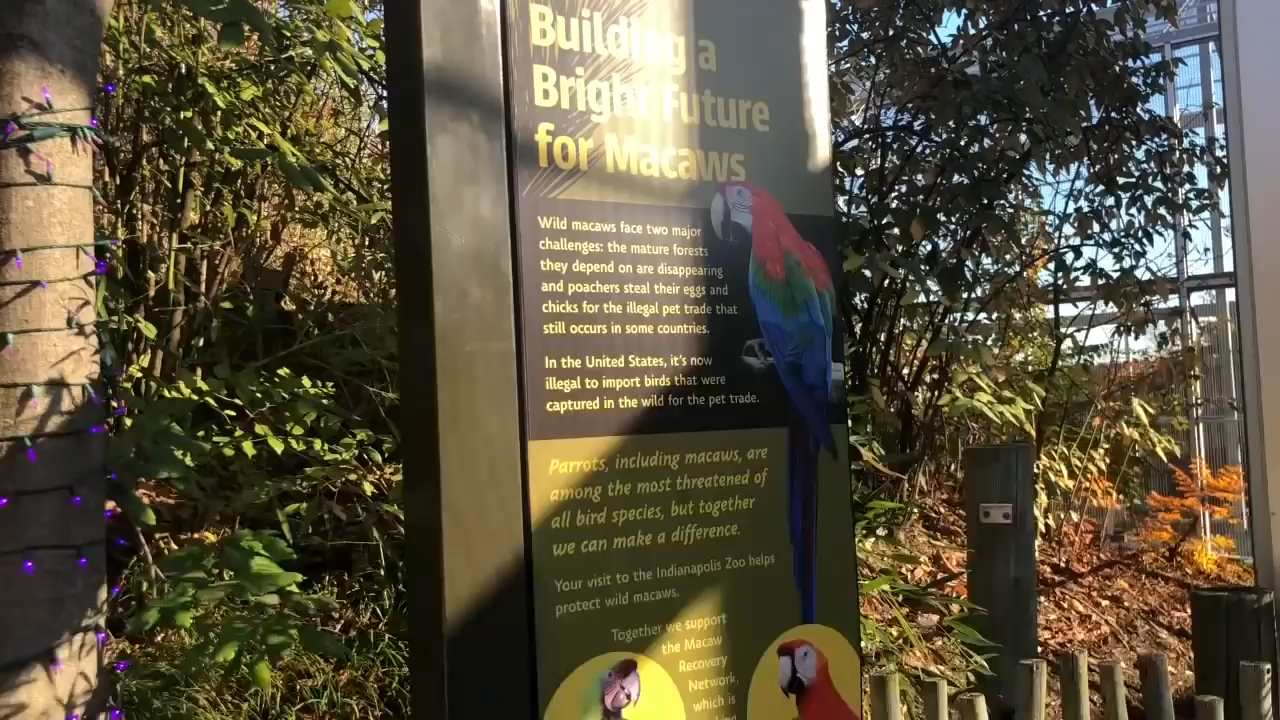 Building a
Bright Future
for Macaws
Wild macaws face two major
challenges: the mature forests
they depend on are disappearing
and poachers steal their eggs and
chicks for the illegal pet trade that
still occurs in some countries.
In the United States, it's now
illegal to import birds that were
captured in the wild for the pet trade.
Parrots, including macaws, are
among the most threatened of
all bird species, but together
we can make a difference.
Your visit to the Indianapolis Zoo helps
protect wild macaws.
Together we support
the Macaw
Recovery
Network,
which is